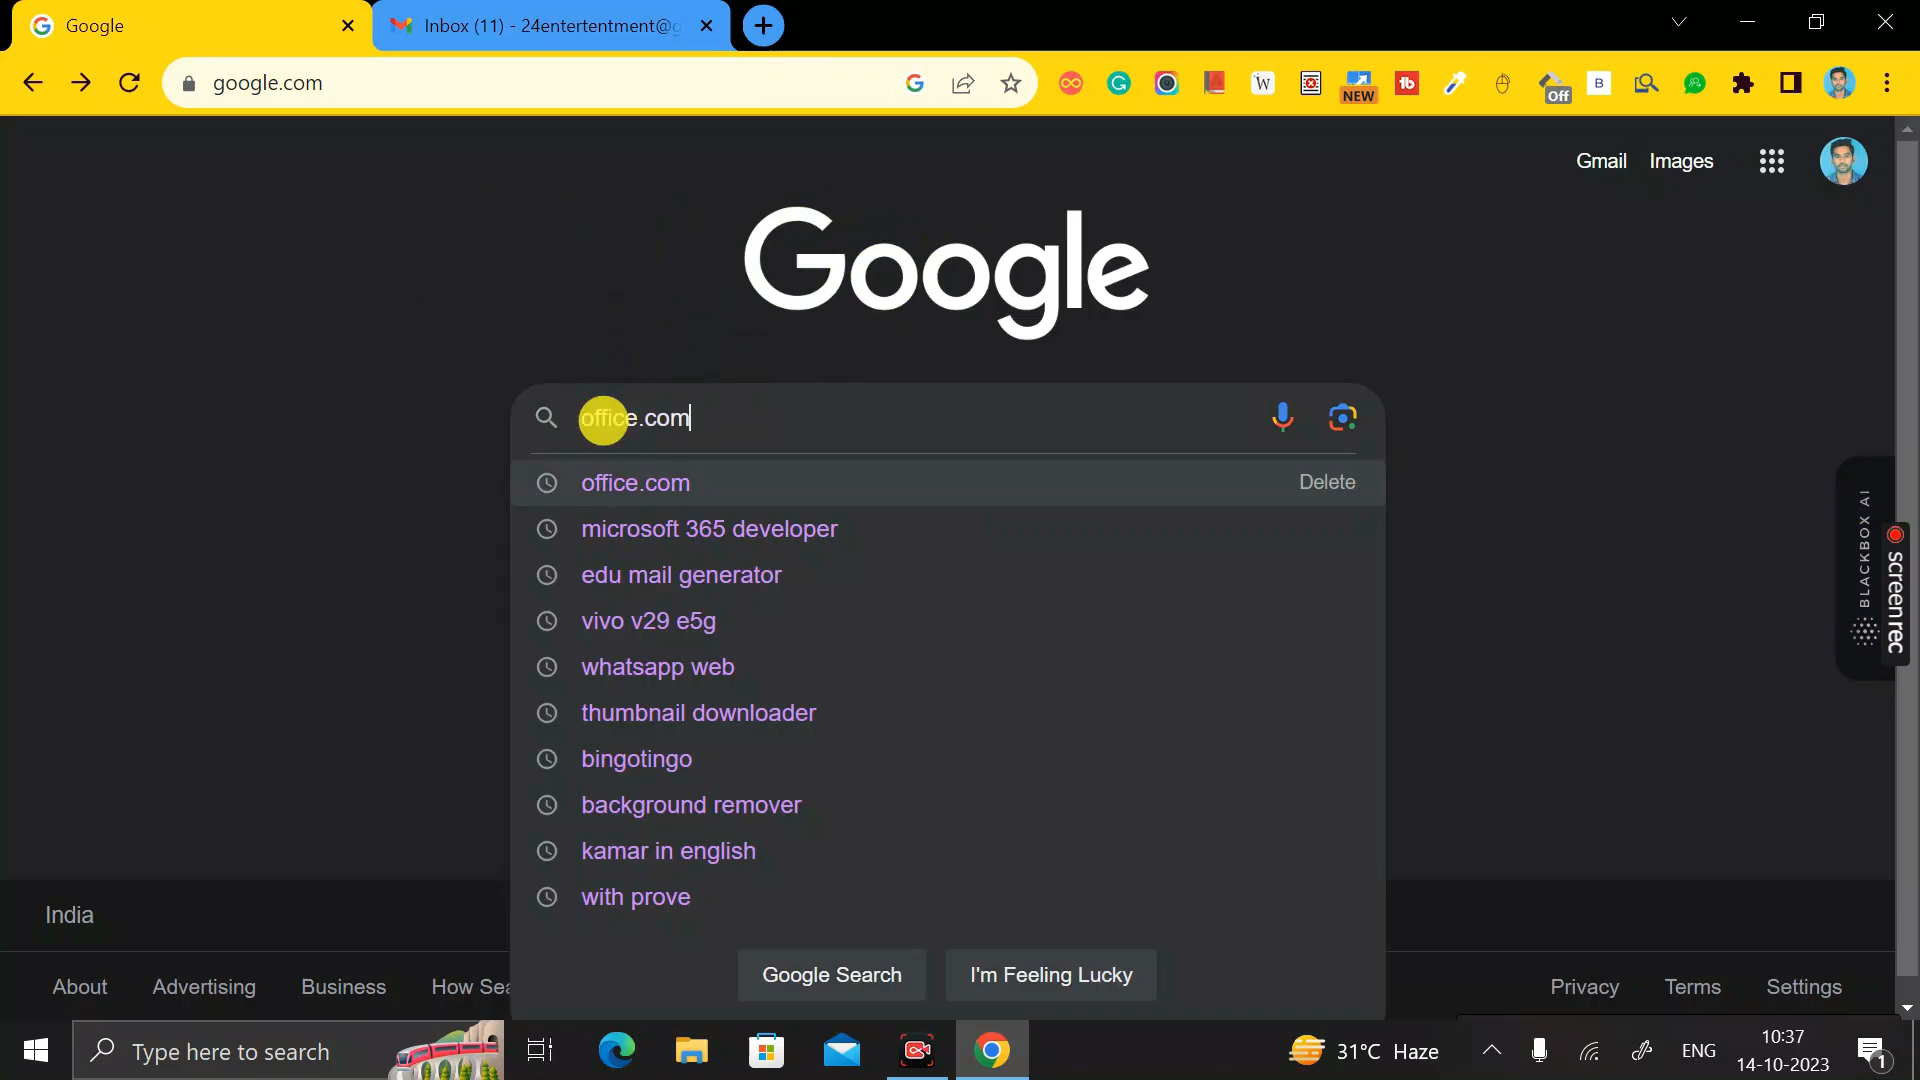 Google
Inbox (11) - 24entertentment@g
google.com
NEW
Off
Gmail
Images
Google
office.com
office.com
Delete
microsoft 365 developer
edu mail generator
vivo v29 e5g
whatsapp web
thumbnail downloader
bingotingo
background remover
kamar in english
with prove
BLACKBOX AI
screenrec
Google Search
I'm Feeling Lucky
India
About
Advertising
Business
How Sea
Privacy
Terms
Settings
Type here to search
31°C Haze
ENG
10:37
14-10-2023
1